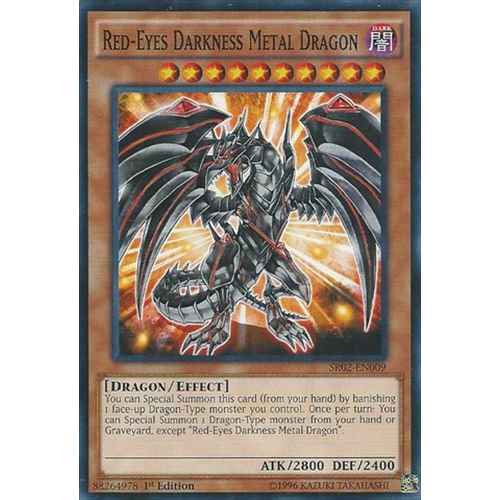 RED-EYES DARKNESS METAL DRAGON
DARK
闇
SR02-EN009
[DRAGON/EFFECT]
You can Special Summon this card (from your hand) by banishing
1 face-up Dragon-Type monster you control. Once per turn: You
can Special Summon 1 Dragon-Type monster from your hand or
Graveyard, except "Red-Eyes Darkness Metal Dragon".
ATK/2800 DEF/2400
88264978 1st Edition ©1996 KAZUKI TAKAHASHI